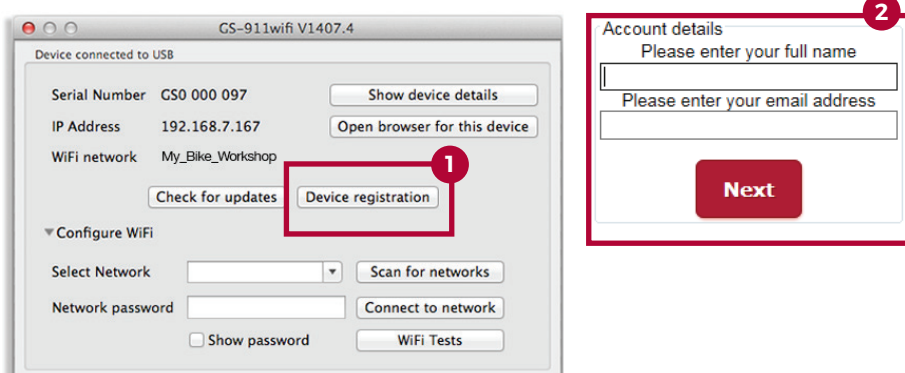 GS-911wifi V1407.4
Device connected to USB
Serial Number GS0 000 097 Show device details
IP Address 192.168.7.167 Open browser for this device
WiFi network My_Bike_Workshop
1
Check for updates Device registration
Configure WiFi
Select Network Scan for networks
Network password Connect to network
Show password WiFi Tests
2
Account details
Please enter your full name
Please enter your email address
Next